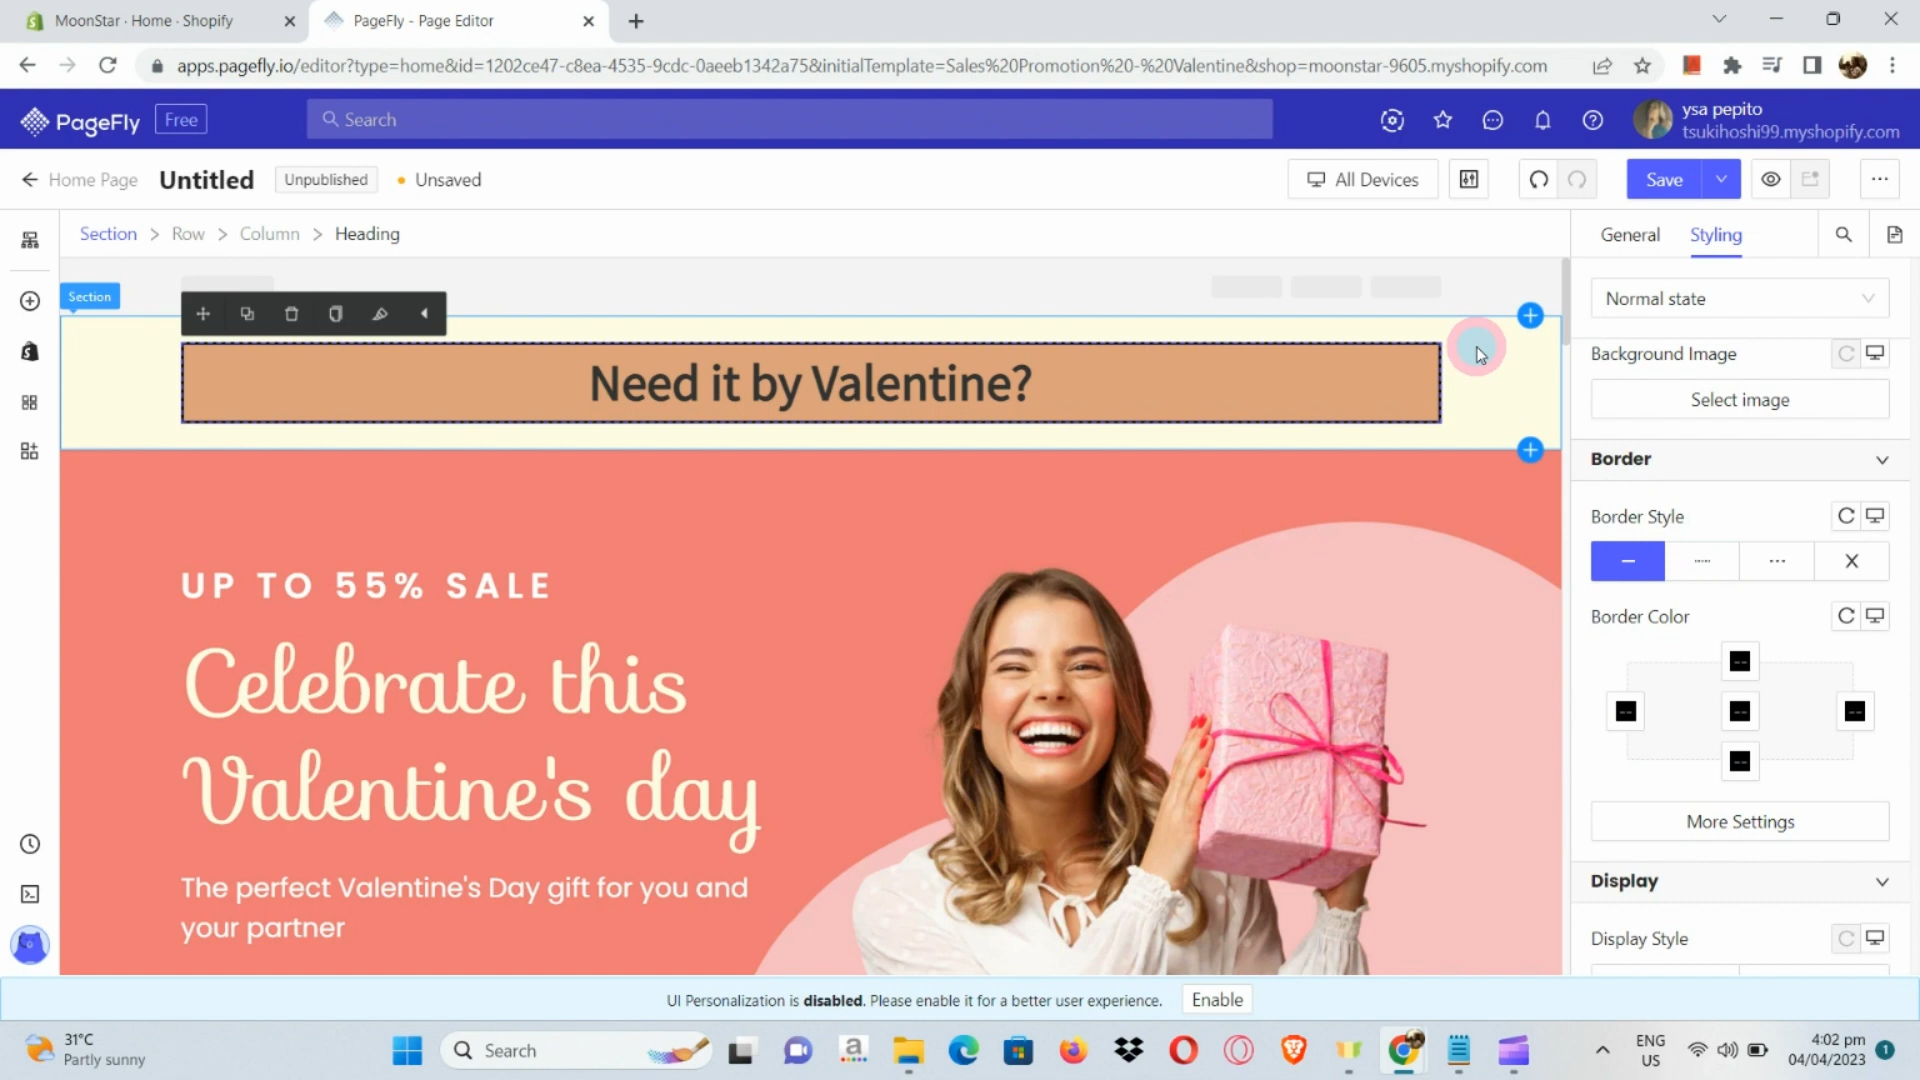 MoonStar · Home · Shopify
PageFly - Page Editor
apps.pagefly.io/editor?type=home&id=1202ce47-c8ea-4535-9cdc-0aeeb1342a75&initialTemplate=Sales%20Promotion%20-%20Valentine&shop=moonstar-9605.myshopify.com
PageFly
Free
Search
ysa pepito
tsukihoshi99.myshopify.com
Home Page
Untitled
Unpublished
Unsaved
All Devices
Save
Section > Row > Column > Heading
General
Styling
Section
Normal state
Background Image
Select image
Need it by Valentine?
Border
Border Style
Border Color
UP TO 55% SALE
Celebrate this
Valentine's day
The perfect Valentine's Day gift for you and
your partner
More Settings
Display
Display Style
UI Personalization is disabled. Please enable it for a better user experience.
Enable
31°C
Partly sunny
Search
ENG
US
4:02 pm
04/04/2023
1